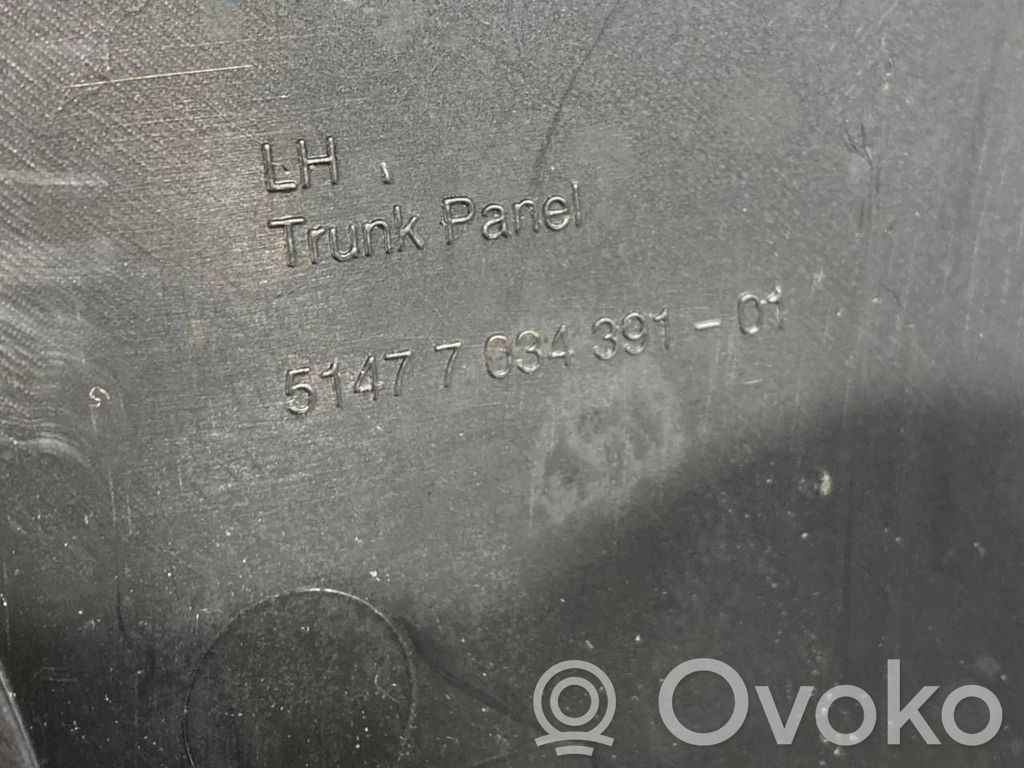 LH
Trunk Panel
5147 7 034 391 - 01
Ovoko